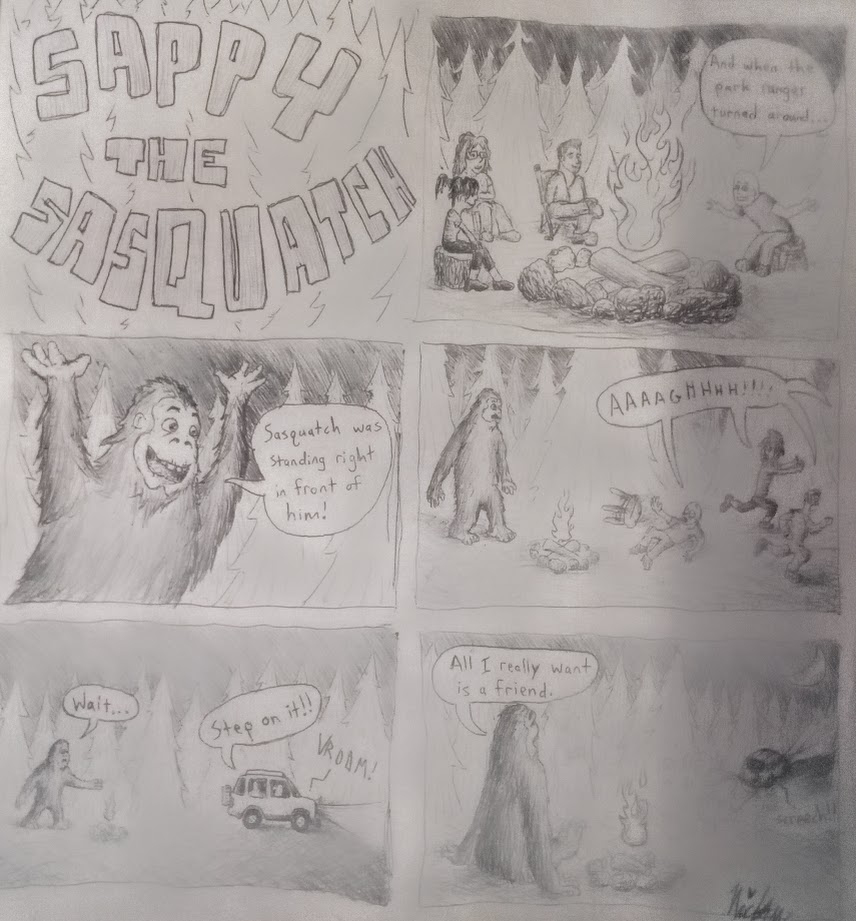 SAPPY
THE
SASQUATCH
And when the
park ranger
turned around...
Sasquatch was
standing right
in front of
him!
AAAAGHHHH!!!!
Wait...
Step on it!!
VROOM!
All I really want
is a friend.
screech!!